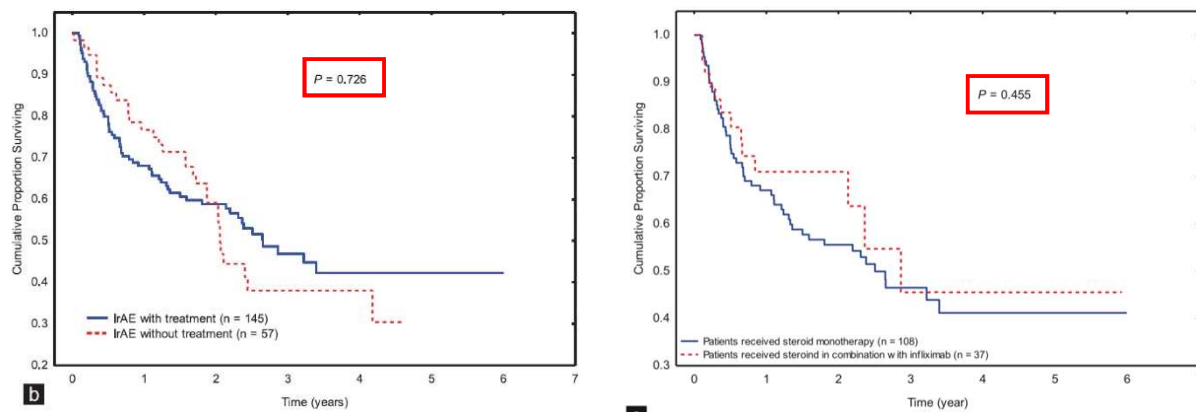 1.0
0.9
0.8
0.7
0.6
0.5
0.4
0.3
0.2
Cumulative Proportion Surviving
P = 0.726
IrAE with treatment (n = 145)
IrAE without treatment (n = 57)
0 1 2 3 4 5 6 7
Time (years)
b
1.0
0.9
0.8
0.7
0.6
0.5
0.4
0.3
Cumulative Proportion Surviving
P = 0.455
Patients received steroid monotherapy (n = 108)
Patients received steroind in combination with infliximab (n = 37)
0 1 2 3 4 5 6
Time (year)